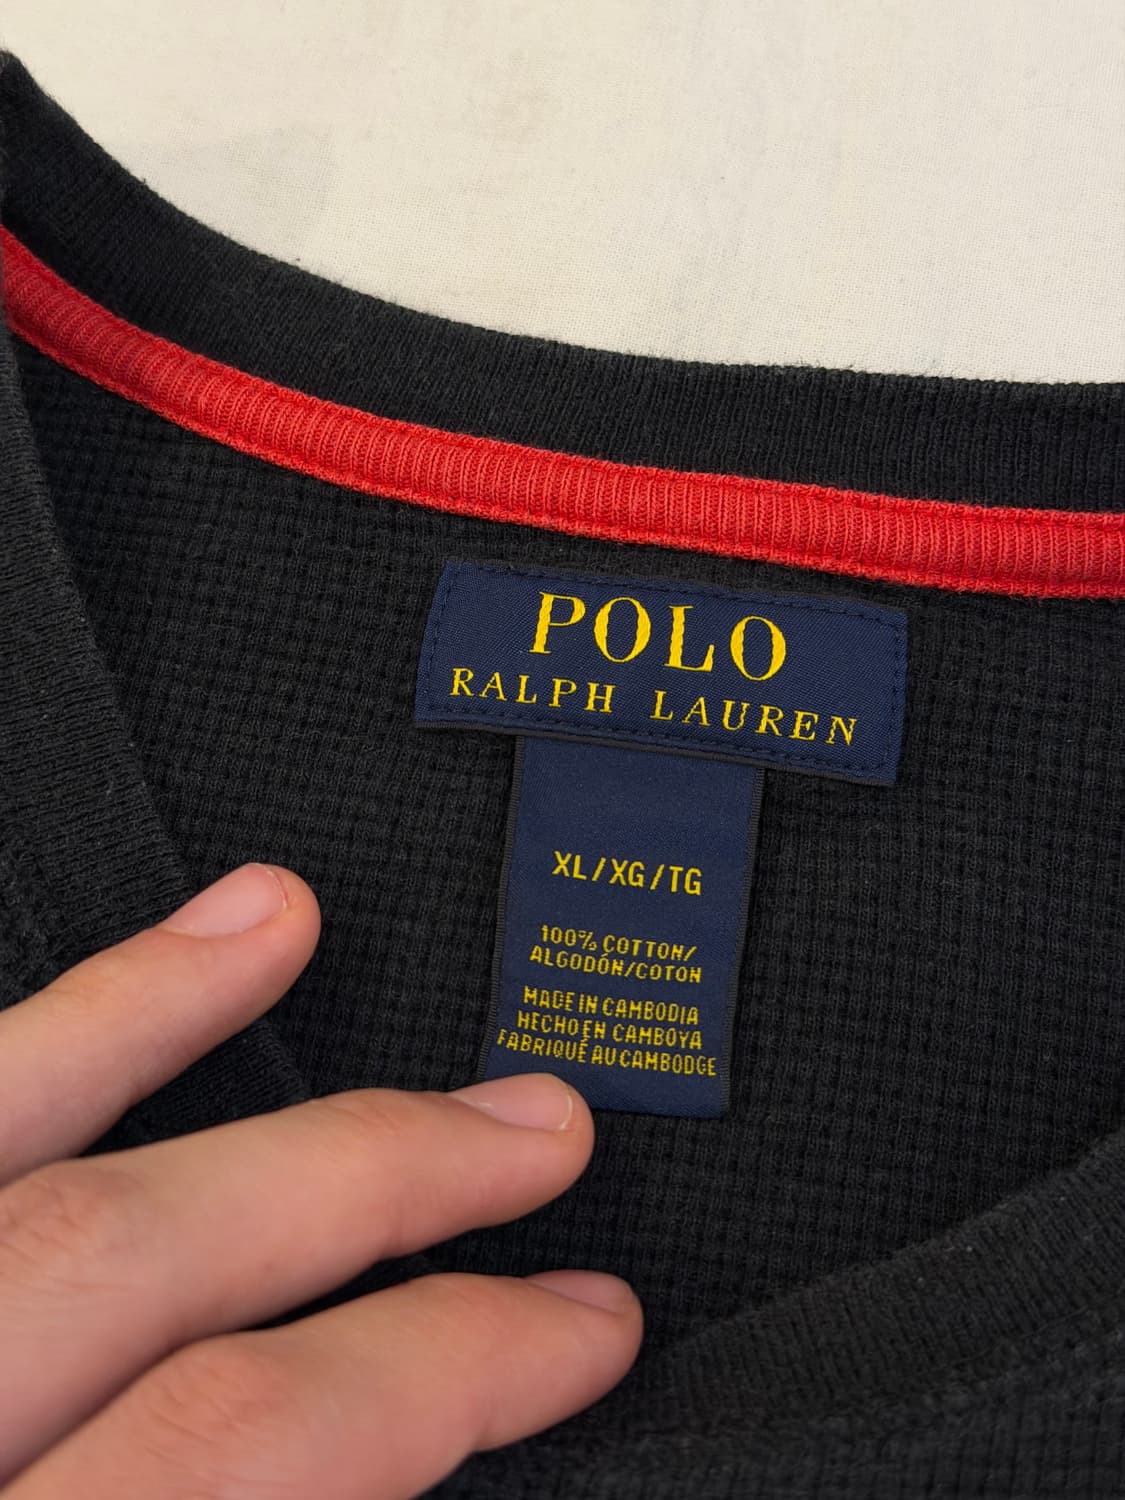 POLO
RALPH LAUREN
XL/XG/TG
100% COTTON/
ALGODÓN/COTON
MADE IN CAMBODIA
HECHO EN CAMBOYA
FABRIQUÉ AU CAMBODGE